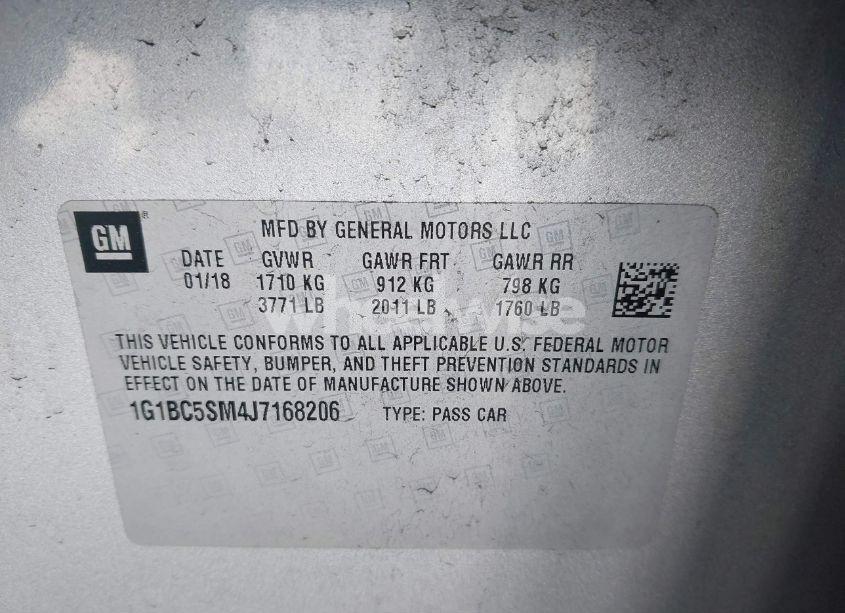 GM ®
MFD BY GENERAL MOTORS LLC
DATE GVWR GAWR FRT GAWR RR
01/18 1710 KG 912 KG 798 KG
3771 LB 2011 LB 1760 LB
THIS VEHICLE CONFORMS TO ALL APPLICABLE U.S. FEDERAL MOTOR
VEHICLE SAFETY, BUMPER, AND THEFT PREVENTION STANDARDS IN
EFFECT ON THE DATE OF MANUFACTURE SHOWN ABOVE.
1G1BC5SM4J7168206 TYPE: PASS CAR